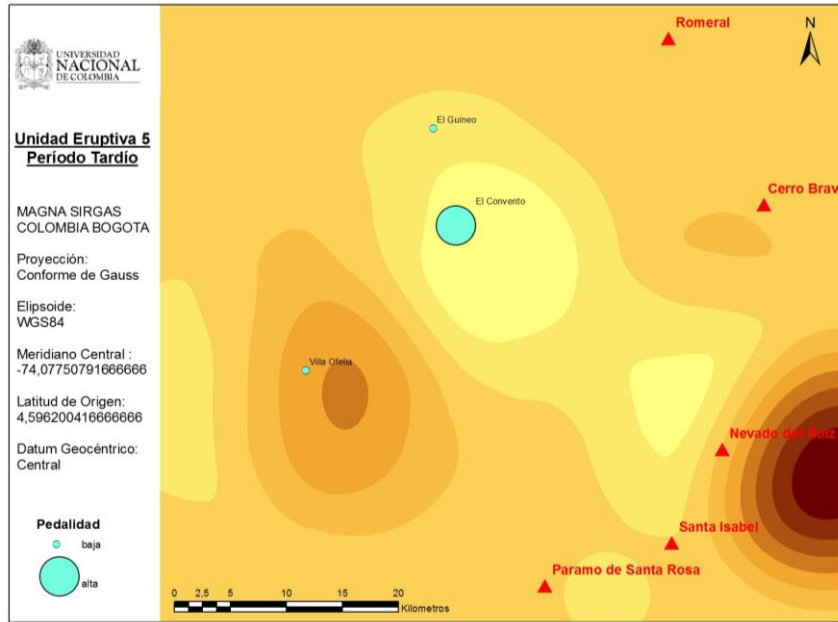 UNIVERSIDAD
NACIONAL
DE COLOMBIA
Unidad Eruptiva 5
Período Tardío
MAGNA SIRGAS
COLOMBIA BOGOTA
Proyección:
Conforme de Gauss
Elipsoide:
WGS84
Meridiano Central :
-74,07750791666666
Latitud de Origen:
4,596200416666666
Datum Geocéntrico:
Central
Pedalidad
baja
alta
Romeral
N
El Guineo
Cerro Brav
El Convento
Villa Ofelia
Nevado del Ruiz
Santa Isabel
Paramo de Santa Rosa
0 2,5 5 10 15 20
Kilometros